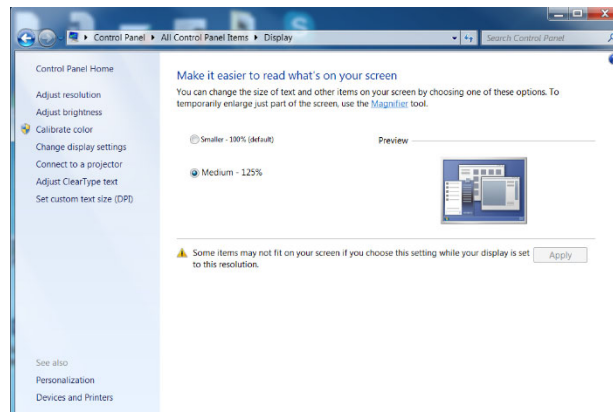 Control Panel ▸ All Control Panel Items ▸ Display
Search Control Panel
Control Panel Home
Adjust resolution
Adjust brightness
Calibrate color
Change display settings
Connect to a projector
Adjust ClearType text
Set custom text size (DPI)
See also
Personalization
Devices and Printers
Make it easier to read what's on your screen
You can change the size of text and other items on your screen by choosing one of these options. To
temporarily enlarge just part of the screen, use the Magnifier tool.
Smaller - 100% (default)
Preview
Medium - 125%
Some items may not fit on your screen if you choose this setting while your display is set
to this resolution.
Apply